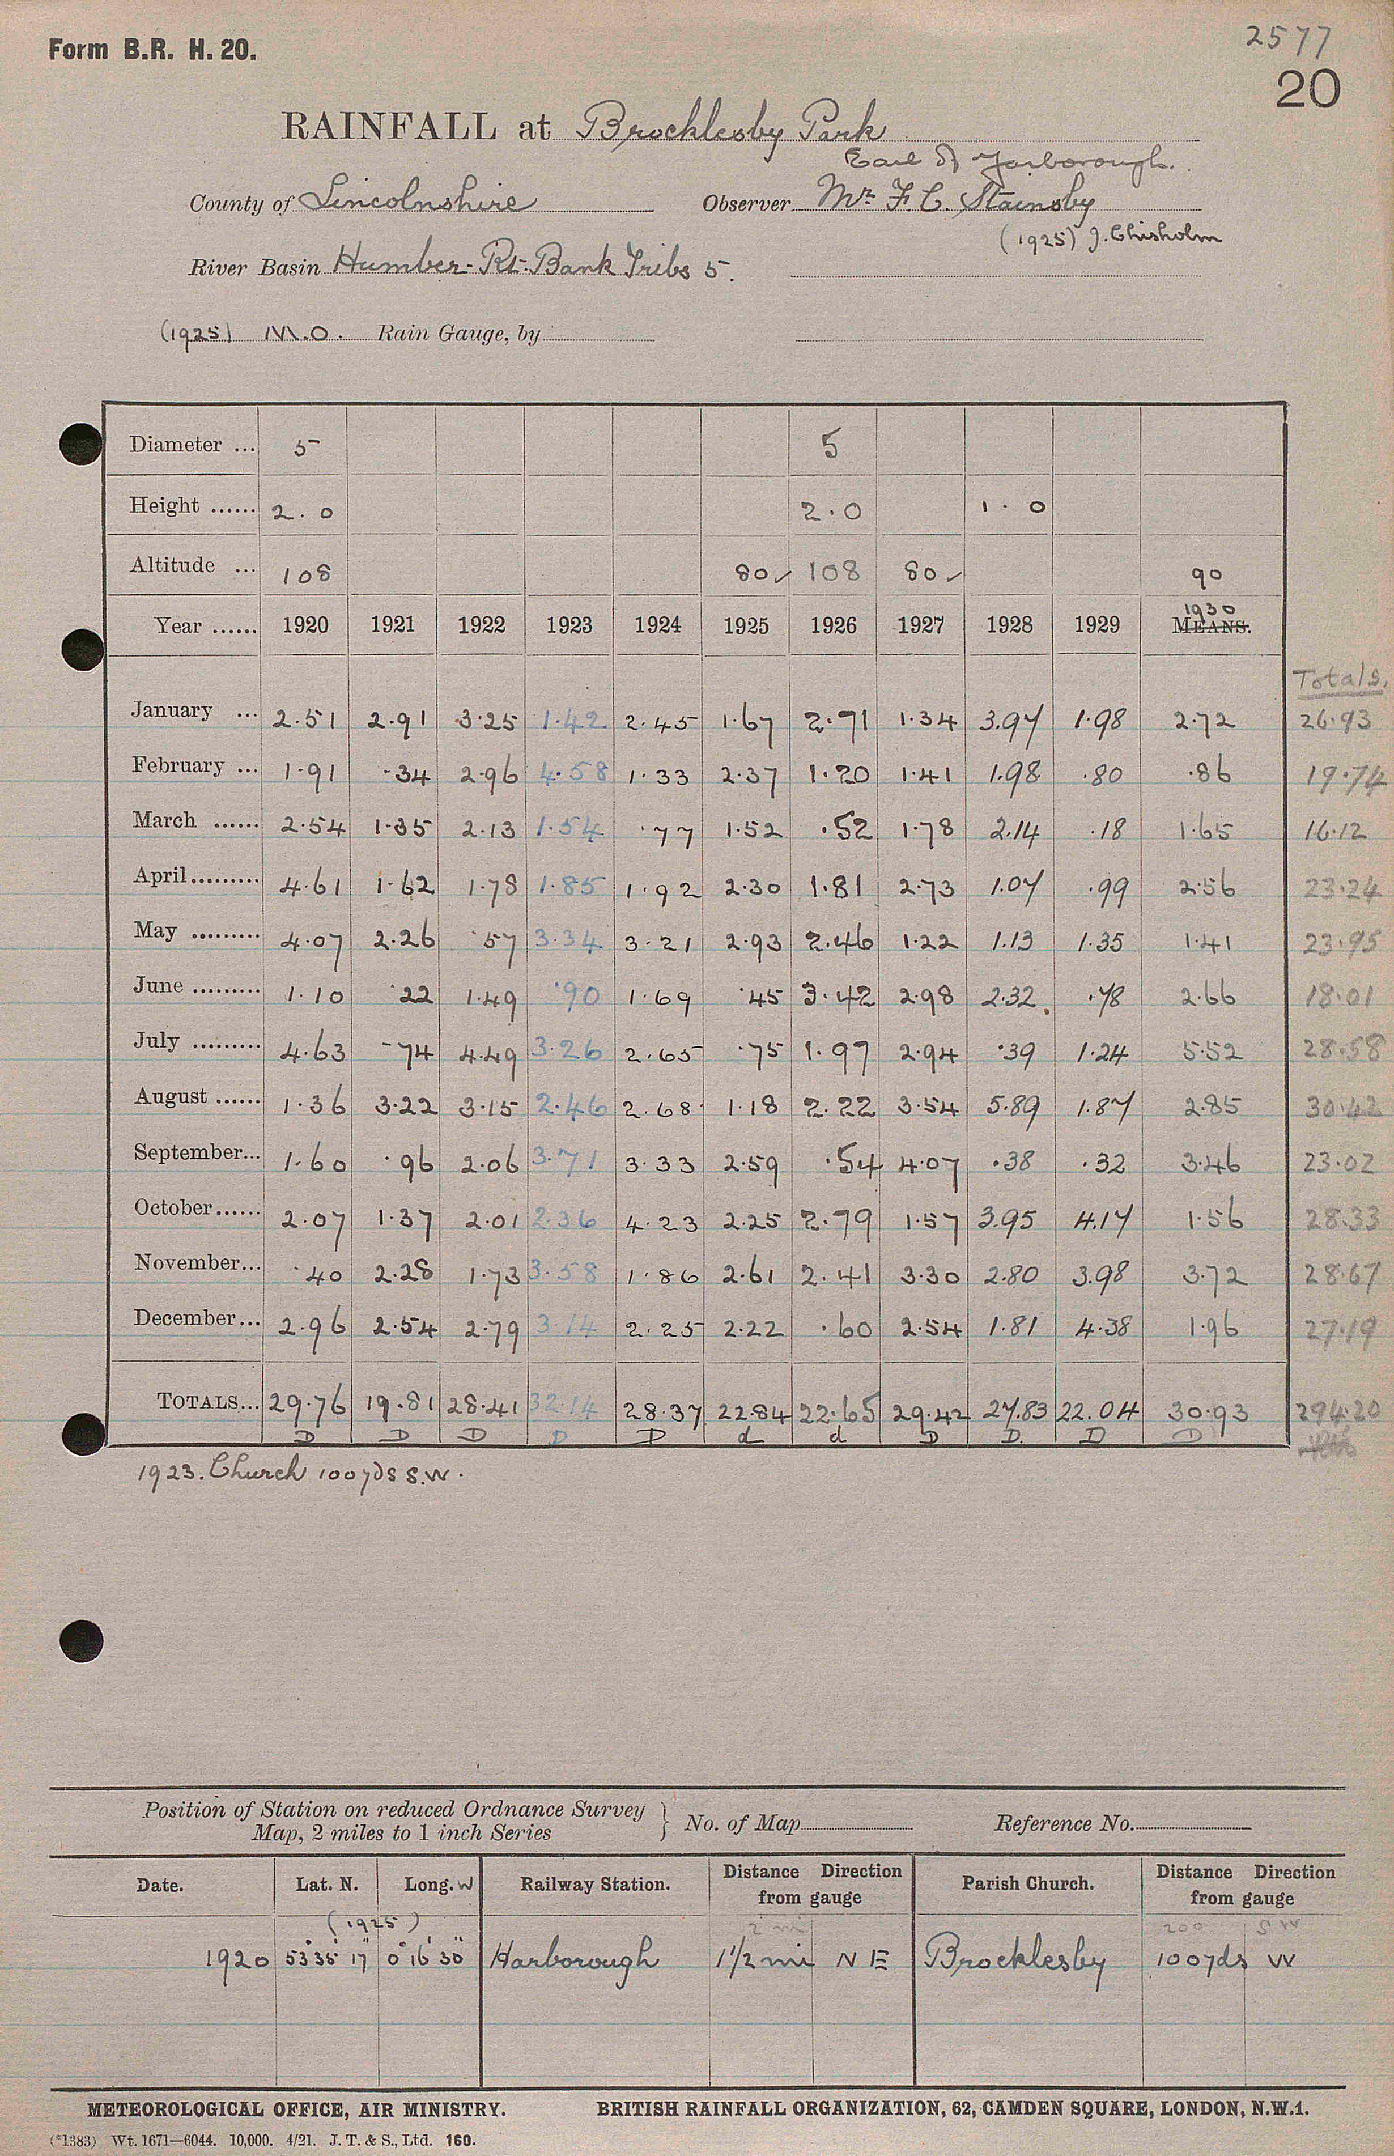 Form B.R. H. 20.
2577
20
RAINFALL at Brocklesby Park
Earl of Yarborough.
County of Lincolnshire Observer Mr. F. C. Stainsby
(1925) J. Chisholm
River Basin Humber-Rt-Bank Tribs 5.
(1925) M.O. Rain Gauge, by
Diameter ... 5 5
Height ...... 2.0 2.0 1.0
Altitude ... 108 80 108 80 90
1930
Year ...... 1920 1921 1922 1923 1924 1925 1926 1927 1928 1929 MEANS.
Totals.
January ... 2.51 2.91 3.25 1.42 2.45 1.67 2.71 1.34 3.97 1.98 2.72 26.93
February ... 1.91 .34 2.96 4.58 1.33 2.37 1.20 1.41 1.98 .80 .86 19.74
March ...... 2.54 1.35 2.13 1.54 .77 1.52 .52 1.78 2.14 .18 1.65 16.12
April......... 4.61 1.62 1.78 1.85 1.92 2.30 1.81 2.73 1.07 .99 2.56 23.24
May ......... 4.07 2.26 .57 3.34 3.21 2.93 2.46 1.22 1.13 1.35 1.41 23.95
June ......... 1.10 .22 1.49 .90 1.69 .45 3.42 2.98 2.32 .78 2.66 18.01
July ......... 4.63 .74 4.49 3.26 2.65 .75 1.97 2.94 .39 1.24 5.52 28.58
August ...... 1.36 3.22 3.15 2.46 2.68 1.18 2.22 3.54 5.89 1.87 2.85 30.42
September... 1.60 .96 2.06 3.71 3.33 2.59 .54 4.07 .38 .32 3.46 23.02
October...... 2.07 1.37 2.01 2.36 4.23 2.25 2.79 1.57 3.95 4.17 1.56 28.33
November... .40 2.28 1.73 3.58 1.86 2.61 2.41 3.30 2.80 3.98 3.72 28.67
December... 2.96 2.54 2.79 3.14 2.25 2.22 .60 2.54 1.81 4.38 1.96 27.19
TOTALS... 29.76 19.81 28.41 32.14 28.37 22.84 22.65 29.42 27.83 22.04 30.93 294.20
D D D D D d d D D. D D
1923. Church 100yds S.W.
Position of Station on reduced Ordnance Survey
Map, 2 miles to 1 inch Series } No. of Map Reference No.
Date. Lat. N. Long. W Railway Station. Distance Direction from gauge Parish Church. Distance Direction from gauge
(1925) 2 mi 200 SW
1920 53° 35' 17" 0° 16' 30" Harborough 1½ mi N E Brocklesby 100yds W
METEOROLOGICAL OFFICE, AIR MINISTRY. BRITISH RAINFALL ORGANIZATION, 62, CAMDEN SQUARE, LONDON, N.W.1.
(*1383) Wt. 1671—6044. 10,000. 4/21. J. T. & S., Ltd. 160.